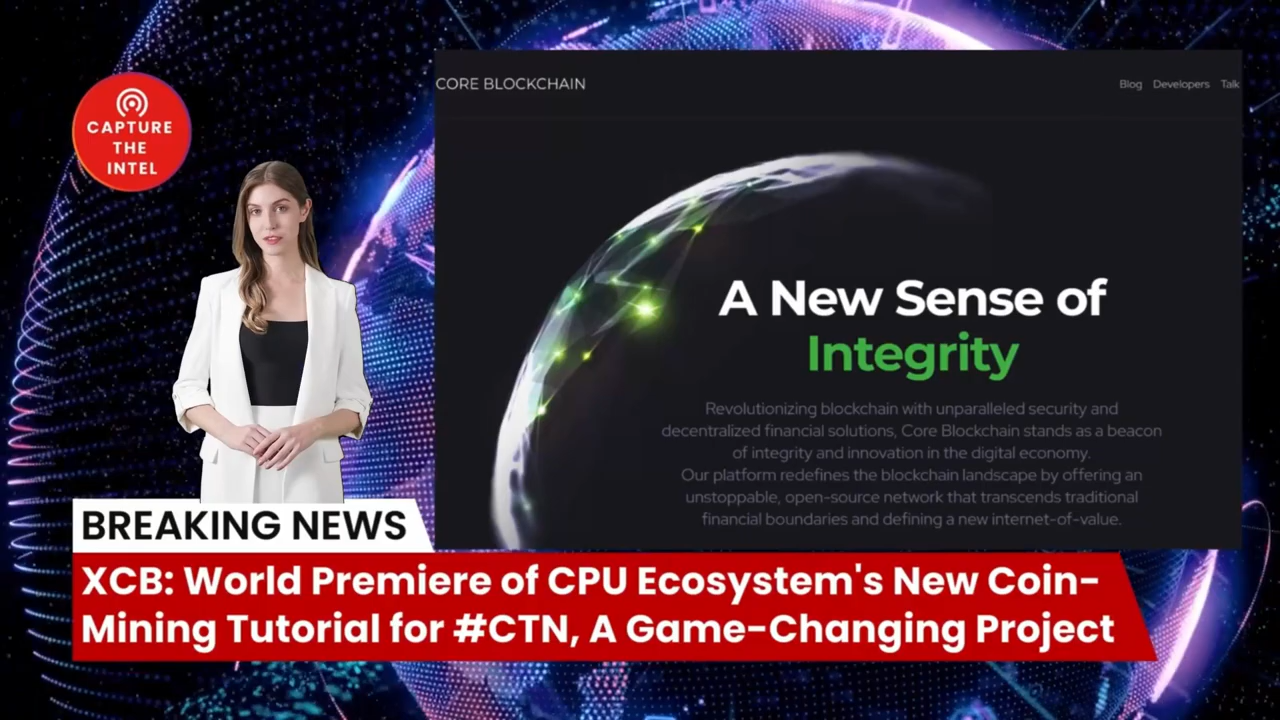 CAPTURE
THE
INTEL
CORE BLOCKCHAIN
Blog Developers Talk
A New Sense of
Integrity
Revolutionizing blockchain with unparalleled security and
decentralized financial solutions, Core Blockchain stands as a beacon
of integrity and innovation in the digital economy.
Our platform redefines the blockchain landscape by offering an
unstoppable, open-source network that transcends traditional
financial boundaries and defining a new internet-of-value.
BREAKING NEWS
XCB: World Premiere of CPU Ecosystem's New Coin-
Mining Tutorial for #CTN, A Game-Changing Project